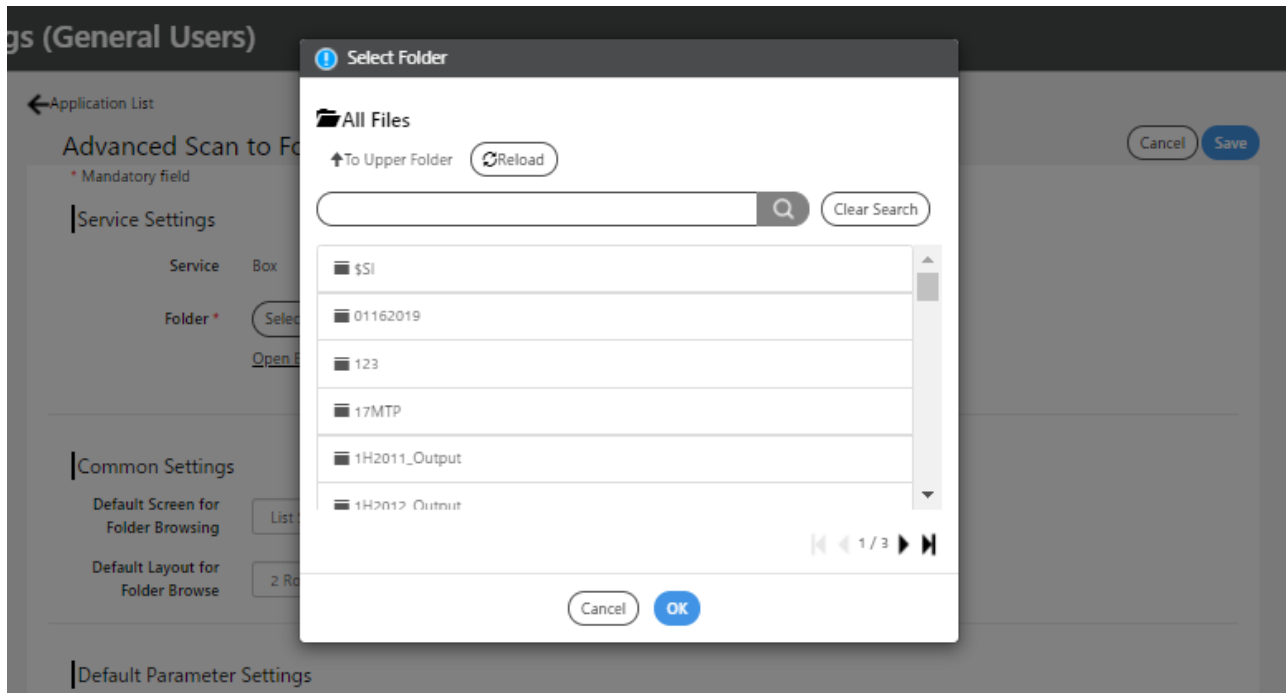 gs (General Users)
Select Folder
Application List
All Files
Advanced Scan to Fo
Cancel Save
To Upper Folder Reload
* Mandatory field
Clear Search
Service Settings
Service Box
$SI
Folder * Selec
01162019
Open
123
17MTP
Common Settings
1H2011_Output
Default Screen for
Folder Browsing
List
1H2012_Output
1 / 3
Default Layout for
Folder Browse
2 Ro
Cancel OK
Default Parameter Settings